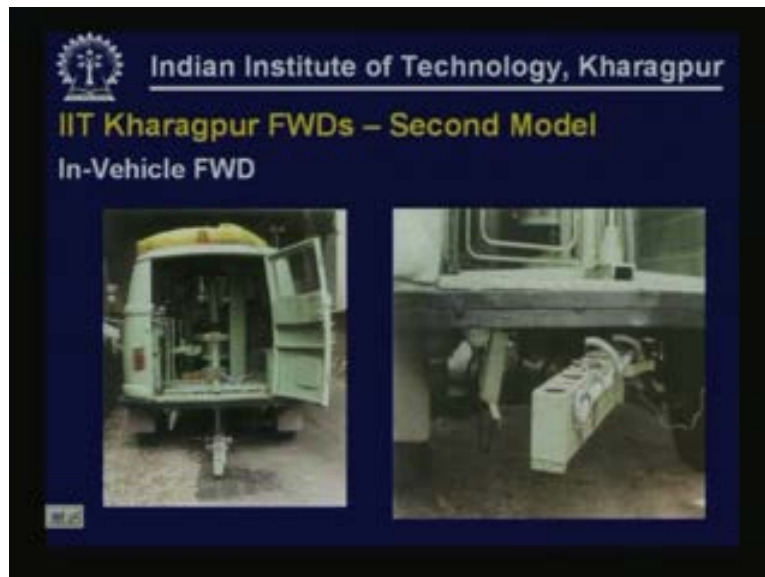 Indian Institute of Technology, Kharagpur
IIT Kharagpur FWDs – Second Model
In-Vehicle FWD